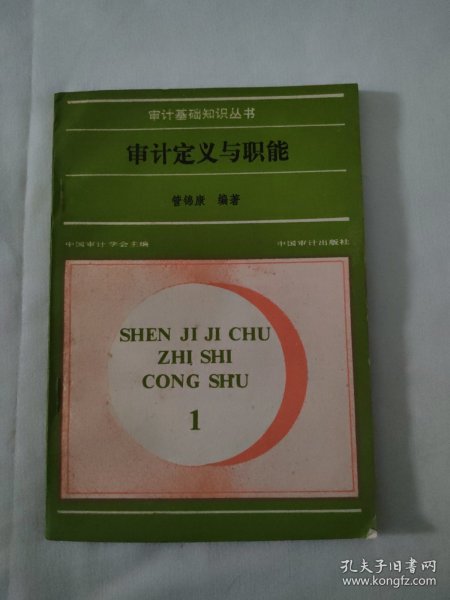 审计基础知识丛书
审计定义与职能
管锦康 编著
中国审计学会主编 中国审计出版社
SHEN JI JI CHU
ZHI SHI
CONG SHU
1
孔夫子旧书网
www.kongfz.com